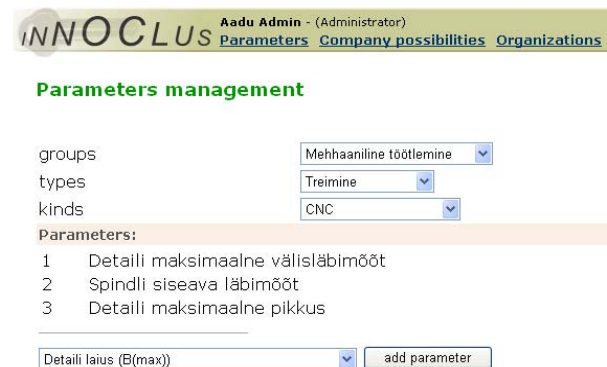 iNNOCLUS
Aadu Admin - (Administrator)
Parameters Company possibilities Organizations
Parameters management
groups Mehhaaniline töötlemine
types Treimine
kinds CNC
Parameters:
1 Detaili maksimaalne välisläbimõõt
2 Spindli siseava läbimõõt
3 Detaili maksimaalne pikkus
Detaili laius (B(max)) add parameter